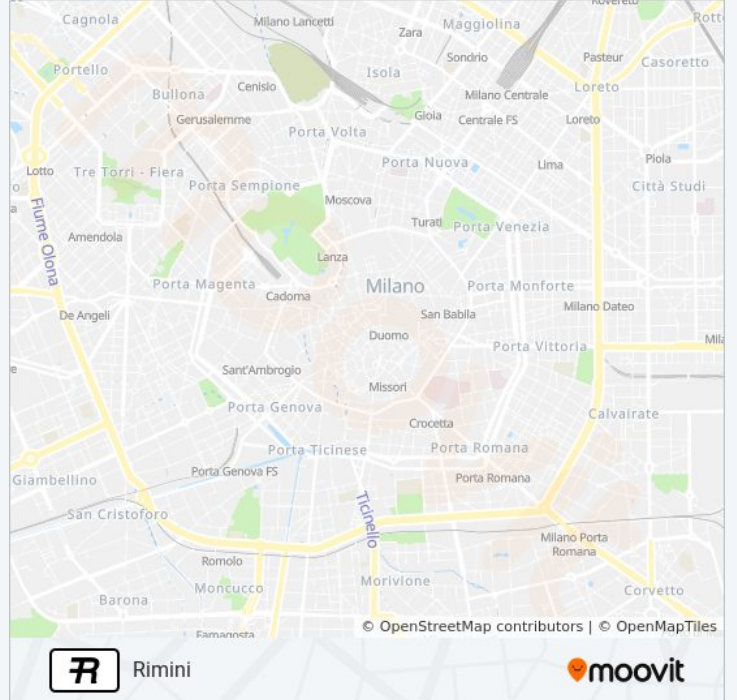 Rovereto
Cagnola
Milano Lancetti
Maggiolina
Rott
Zara
Sondrio
Pasteur
Casoretto
Portello
Isola
Cenisio
Bullona
Milano Centrale
Loreto
Gerusalemme
Gioia
Centrale FS
Loreto
Porta Volta
Porta Nuova
Lima
Piola
Lotto
Tre Torri - Fiera
Porta Sempione
Città Studi
o
Moscova
a
Turati
Porta Venezia
Fiume Olona
Amendola
Lanza
Porta Magenta
Milano
Porta Monforte
Cadorna
Milano Dateo
De Angeli
San Babila
Duomo
Mila
Porta Vittoria
e
Sant'Ambrogio
Missori
Porta Genova
Calvairate
Crocetta
Porta Ticinese
Porta Romana
Porta Genova FS
Porta Romana
Giambellino
Ticinello
San Cristoforo
Milano Porta
Romana
Romolo
Morivione
Moncucco
Corvetto
Barona
Famagosta
© OpenStreetMap contributors | © OpenMapTiles
R Rimini
moovit